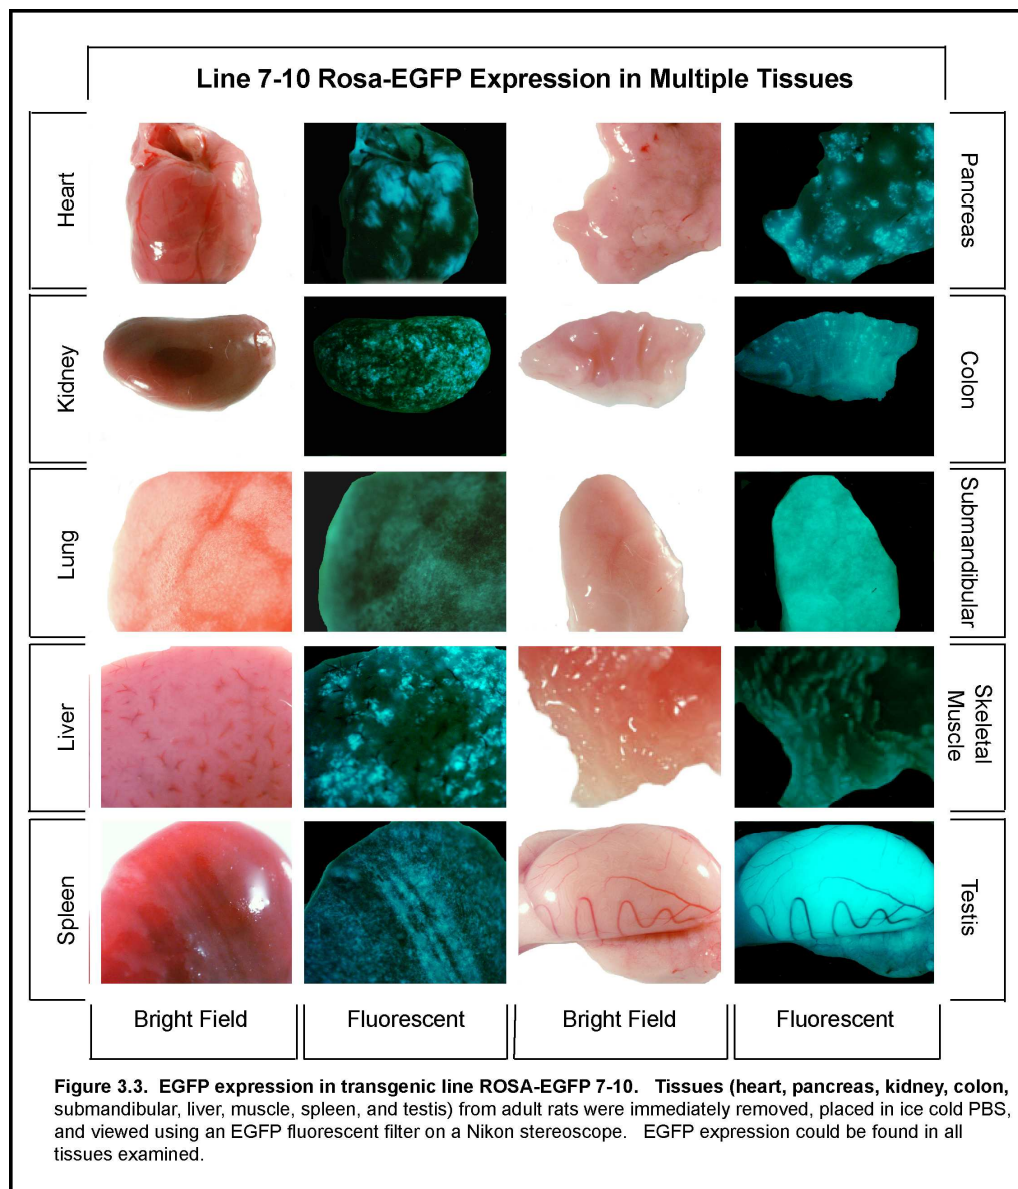 Line 7-10 Rosa-EGFP Expression in Multiple Tissues
Heart
Pancreas
Kidney
Colon
Lung
Submandibular
Liver
Skeletal
Muscle
Spleen
Testis
Bright Field
Fluorescent
Bright Field
Fluorescent
Figure 3.3. EGFP expression in transgenic line ROSA-EGFP 7-10. Tissues (heart, pancreas, kidney, colon,
submandibular, liver, muscle, spleen, and testis) from adult rats were immediately removed, placed in ice cold PBS,
and viewed using an EGFP fluorescent filter on a Nikon stereoscope. EGFP expression could be found in all
tissues examined.